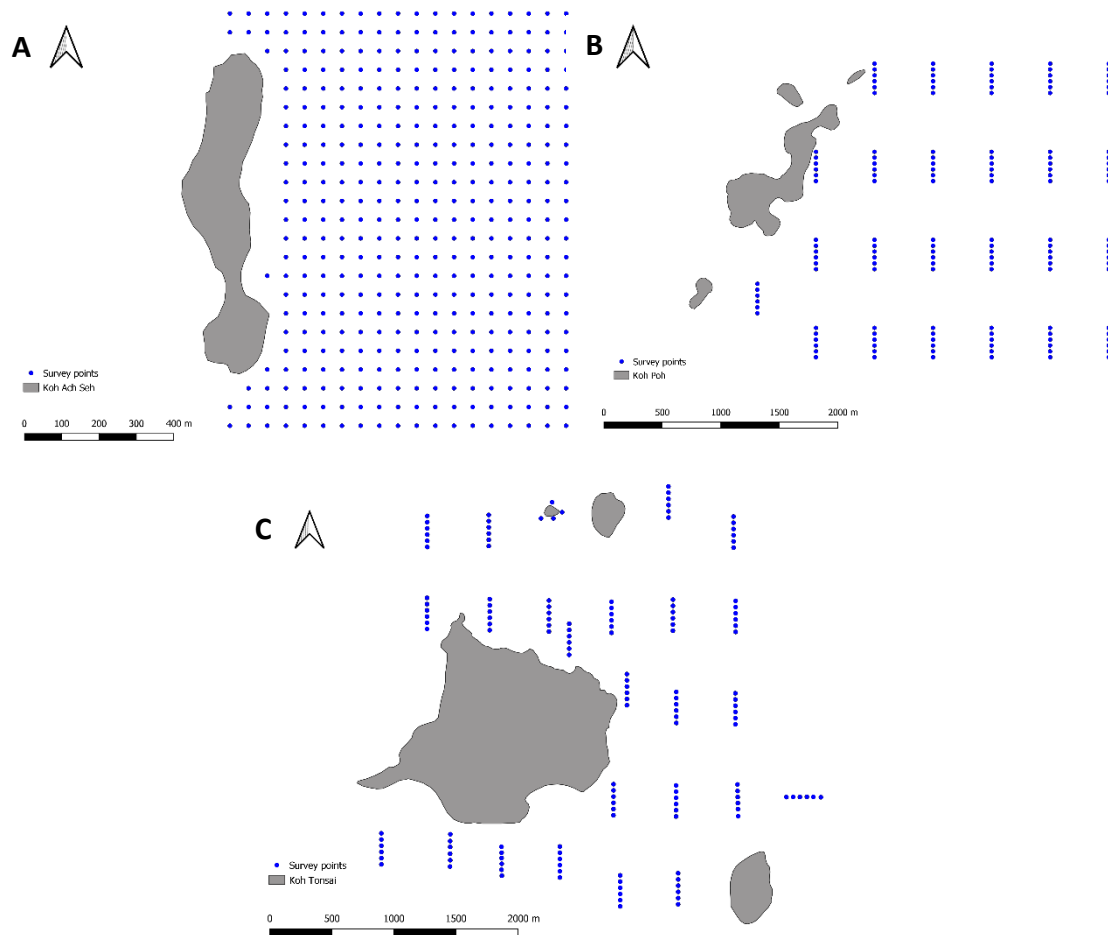 A
Survey points
Koh Ach Seh
0 100 200 300 400 m
B
Survey points
Koh Poh
0 500 1000 1500 2000 m
C
Survey points
Koh Tonsai
0 500 1000 1500 2000 m